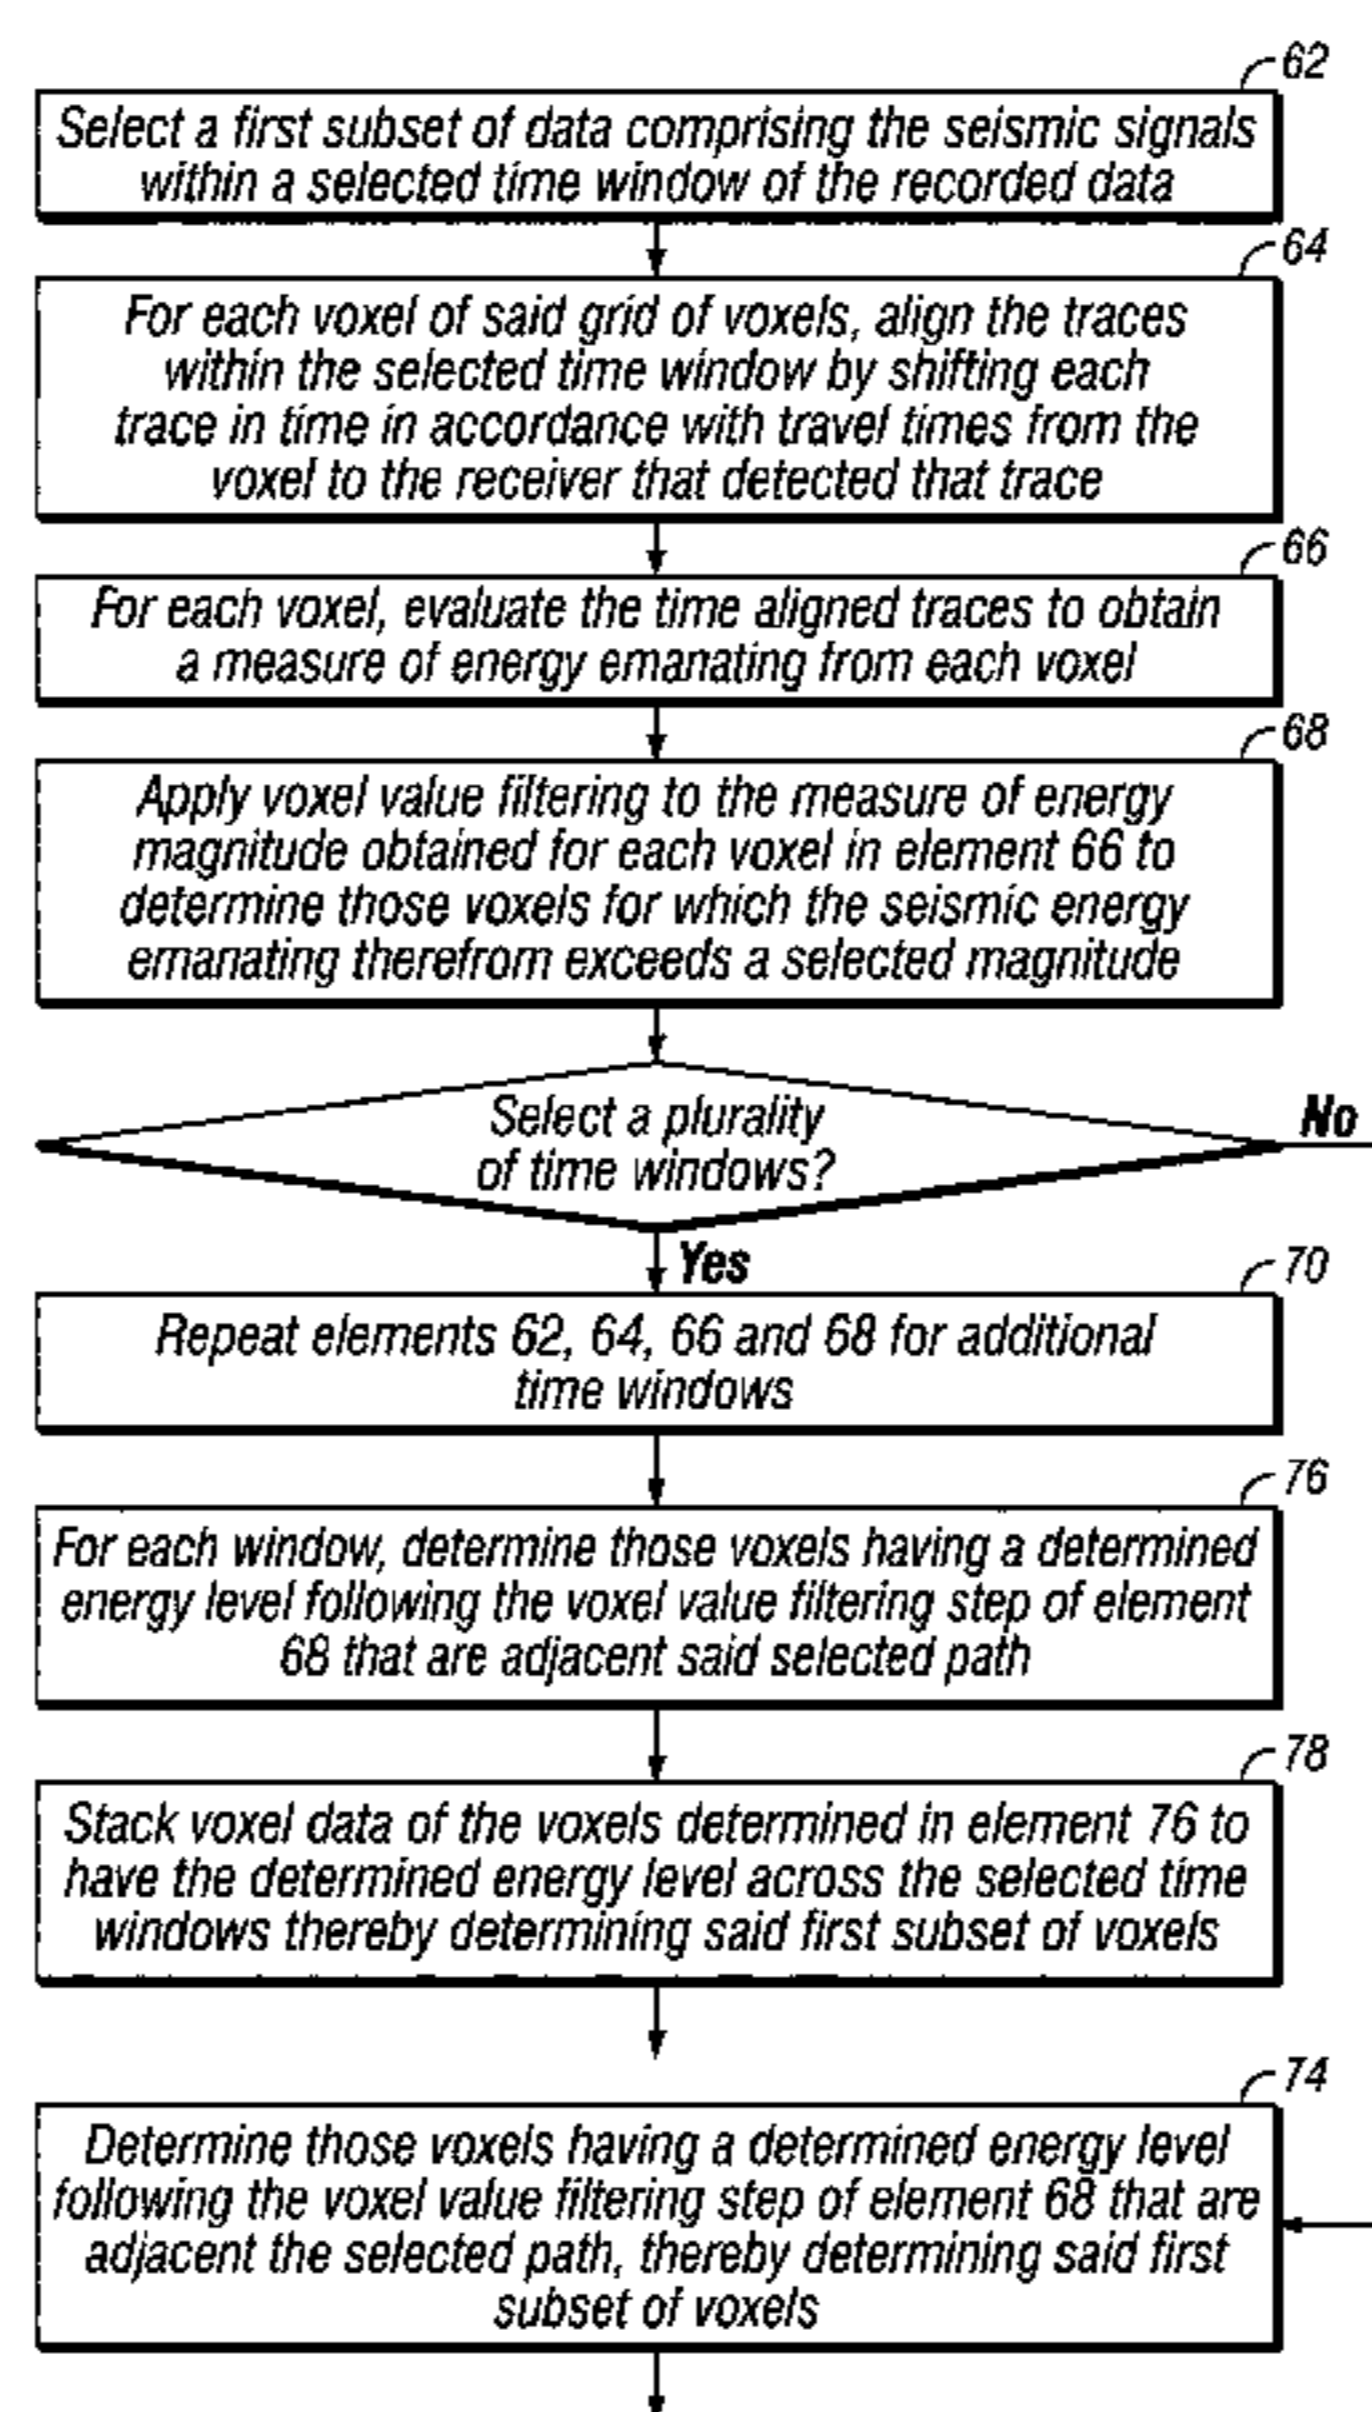 62
Select a first subset of data comprising the seismic signals
within a selected time window of the recorded data
64
For each voxel of said grid of voxels, align the traces
within the selected time window by shifting each
trace in time in accordance with travel times from the
voxel to the receiver that detected that trace
66
For each voxel, evaluate the time aligned traces to obtain
a measure of energy emanating from each voxel
68
Apply voxel value filtering to the measure of energy
magnitude obtained for each voxel in element 66 to
determine those voxels for which the seismic energy
emanating therefrom exceeds a selected magnitude
Select a plurality
of time windows?
No
Yes
70
Repeat elements 62, 64, 66 and 68 for additional
time windows
76
For each window, determine those voxels having a determined
energy level following the voxel value filtering step of element
68 that are adjacent said selected path
78
Stack voxel data of the voxels determined in element 76 to
have the determined energy level across the selected time
windows thereby determining said first subset of voxels
74
Determine those voxels having a determined energy level
following the voxel value filtering step of element 68 that are
adjacent the selected path, thereby determining said first
subset of voxels